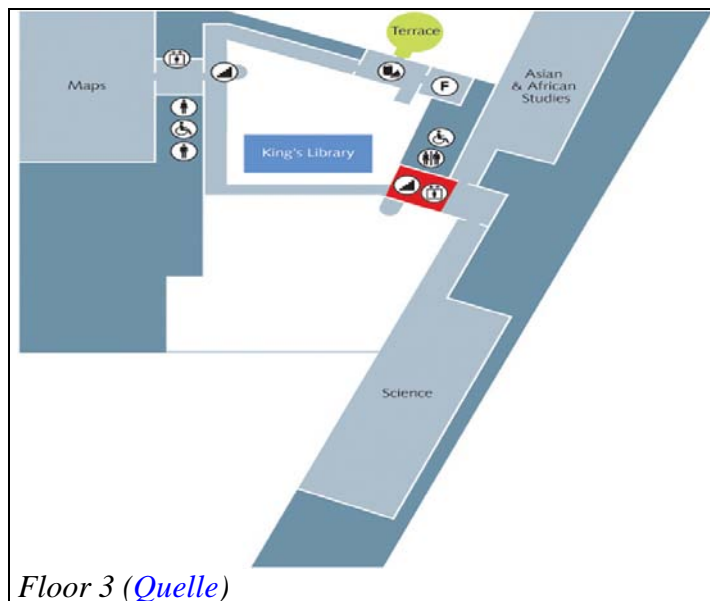 Terrace
Maps
Asian
& African
Studies
F
King's Library
Science
Floor 3 (Quelle)